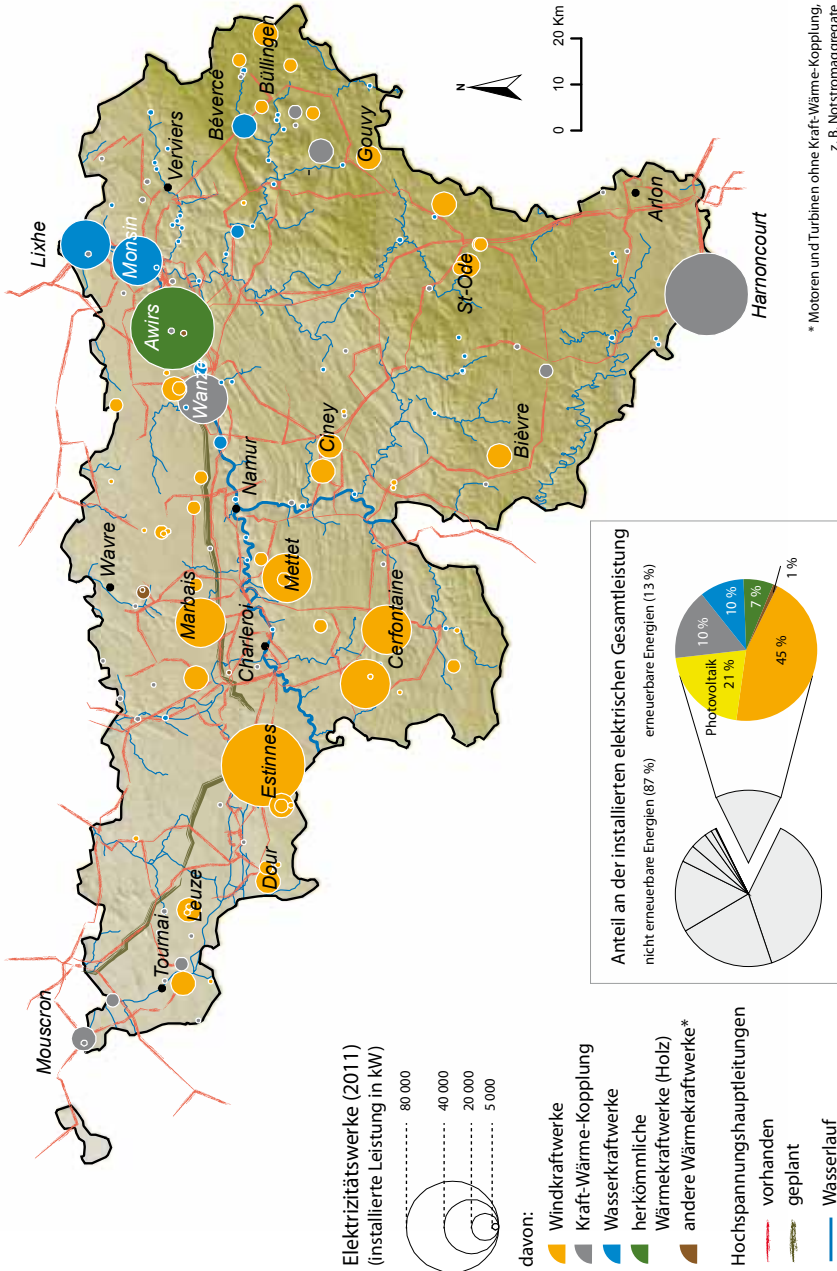 Mouscron
Tournai
Leuze
Dour
Estinnes
Charleroi
Marbais
Wavre
Cerfontaine
Mettet
Namur
Ciney
Bièvre
Wanze
Awirs
Monsin
Lixhe
Verviers
Bévercé
Büllingen
Gouvy
St-Ode
Arlon
Harnoncourt
N
0 10 20 Km
Elektrizitätswerke (2011)
(installierte Leistung in kW)
80 000
40 000
20 000
5 000
davon:
Windkraftwerke
Kraft-Wärme-Kopplung
Wasserkraftwerke
herkömmliche
Wärmekraftwerke (Holz)
andere Wärmekraftwerke*
Hochspannungshauptleitungen
vorhanden
geplant
Wasserlauf
Anteil an der installierten elektrischen Gesamtleistung
nicht erneuerbare Energien (87 %) erneuerbare Energien (13 %)
Photovoltaik
21 %
10 %
10 %
7 %
1 %
45 %
* Motoren und Turbinen ohne Kraft-Wärme-Kopplung,
z. B. Notstromaggregate